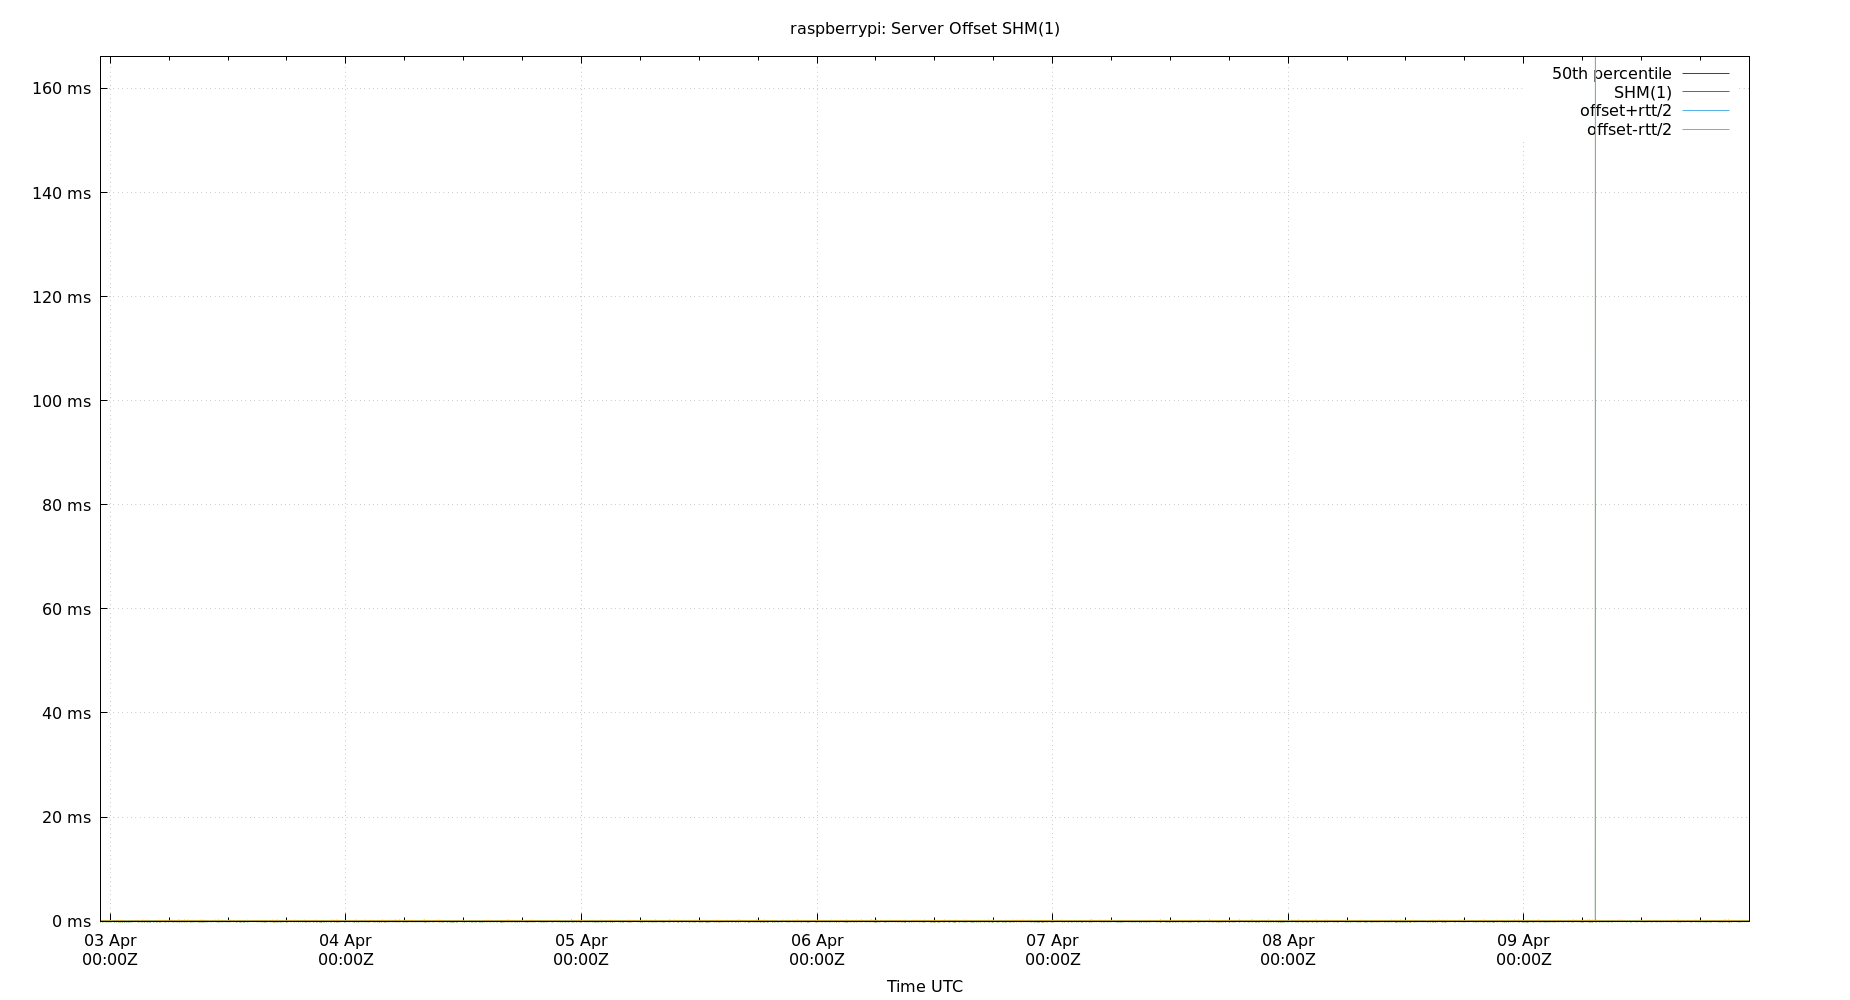 raspberrypi: Server Offset SHM(1)
160 ms
140 ms
120 ms
100 ms
80 ms
60 ms
40 ms
20 ms
0 ms
50th percentile
SHM(1)
offset+rtt/2
offset-rtt/2
03 Apr 04 Apr 05 Apr 06 Apr 07 Apr 08 Apr 09 Apr
00:00Z 00:00Z 00:00Z 00:00Z 00:00Z 00:00Z 00:00Z
Time UTC